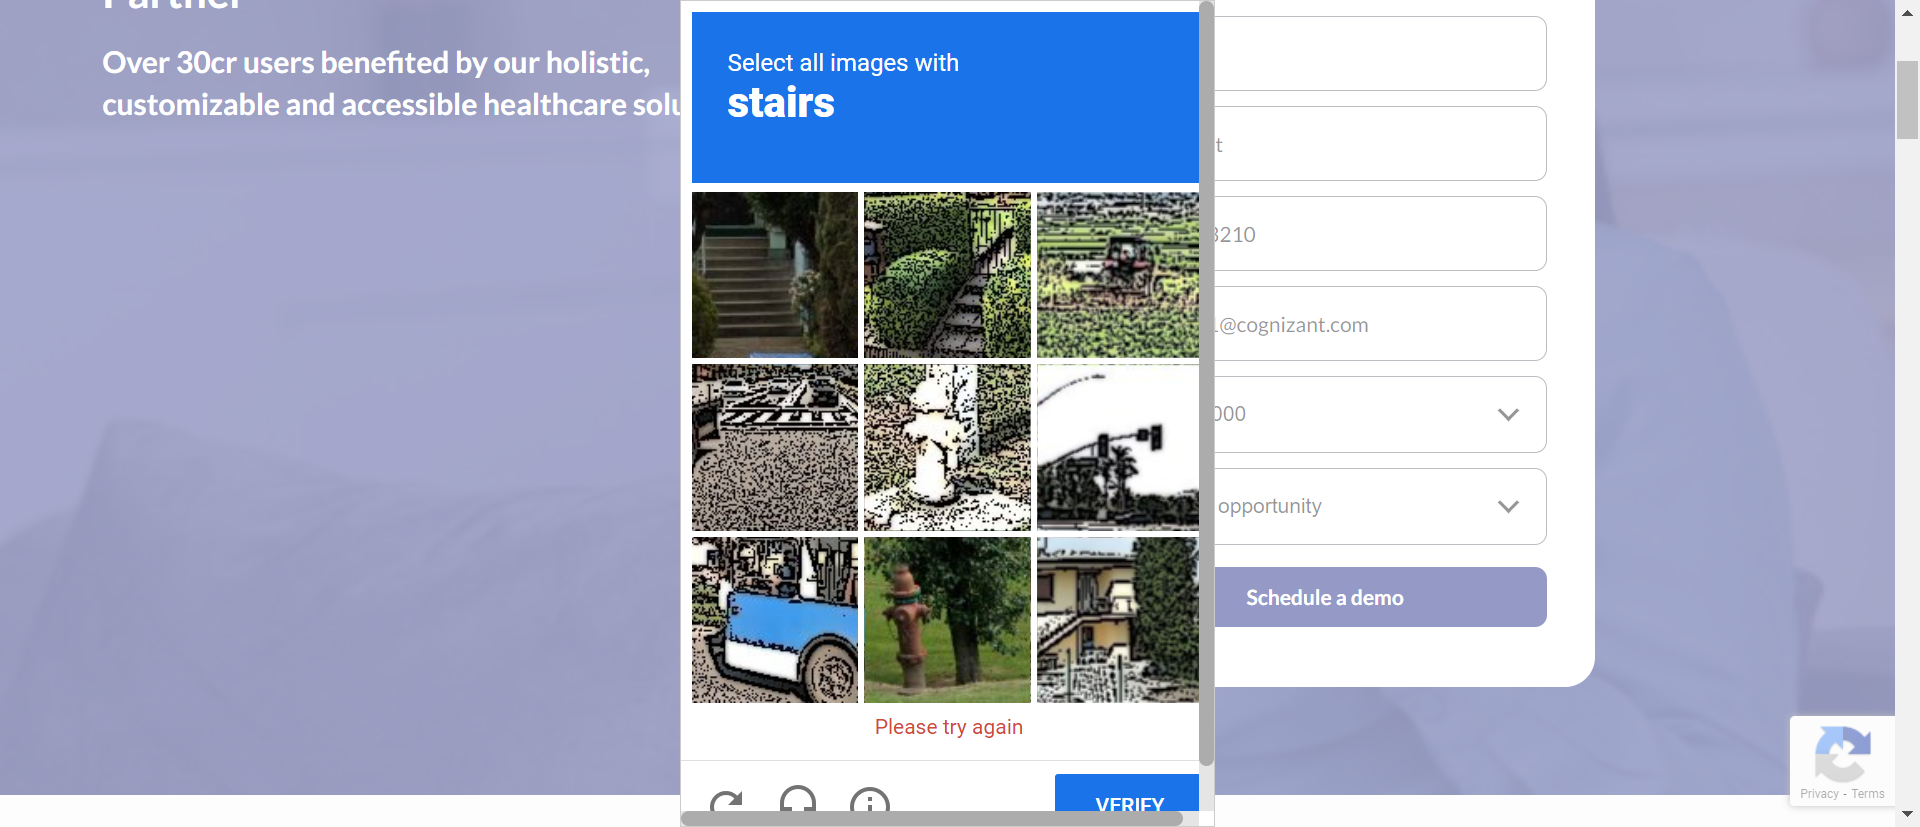 Partner
Over 30cr users benefited by our holistic,
customizable and accessible healthcare solu
Select all images with
stairs
Please try again
VERIFY
t
3210
1@cognizant.com
000
opportunity
Schedule a demo
Privacy - Terms